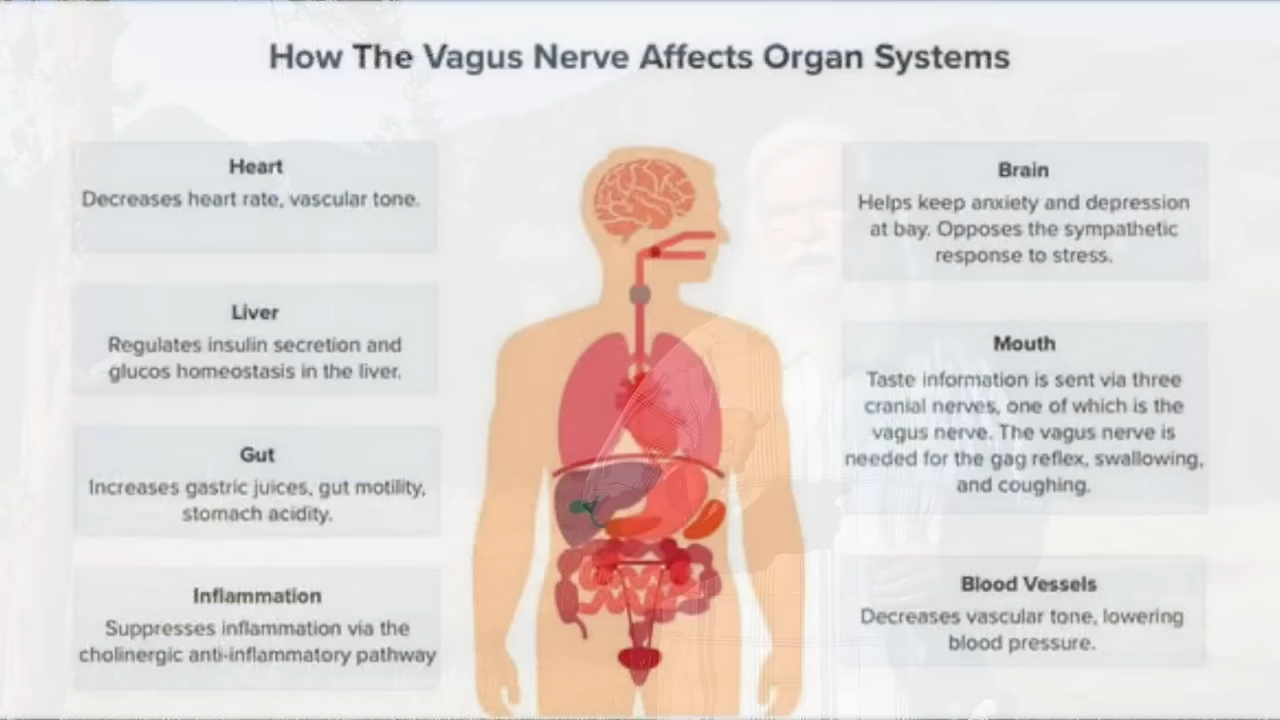 How The Vagus Nerve Affects Organ Systems
Heart
Decreases heart rate, vascular tone.
Liver
Regulates insulin secretion and
glucos homeostasis in the liver.
Gut
Increases gastric juices, gut motility,
stomach acidity.
Inflammation
Suppresses inflammation via the
cholinergic anti-inflammatory pathway
Brain
Helps keep anxiety and depression
at bay. Opposes the sympathetic
response to stress.
Mouth
Taste information is sent via three
cranial nerves, one of which is the
vagus nerve. The vagus nerve is
needed for the gag reflex, swallowing,
and coughing.
Blood Vessels
Decreases vascular tone, lowering
blood pressure.